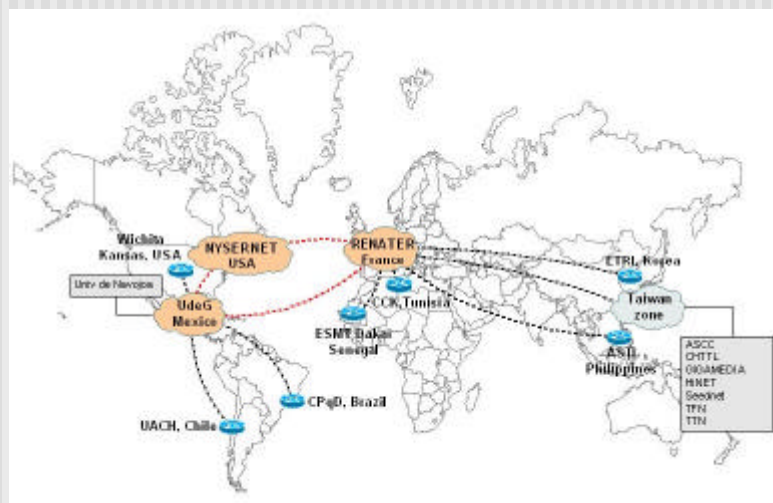 Wichita
Kansas, USA
NYSERNET
USA
RENATER
France
ETRI, Korea
Univ de Navojoa
UdeG
Mexico
CCK, Tunisia
Taiwan
zone
ESMT, Dakar
Senegal
ASTI,
Philippines
ASCC
CHTTL
GIGAMEDIA
HiNET
Seednet
TFN
TTN
CPqD, Brazil
UACH, Chile